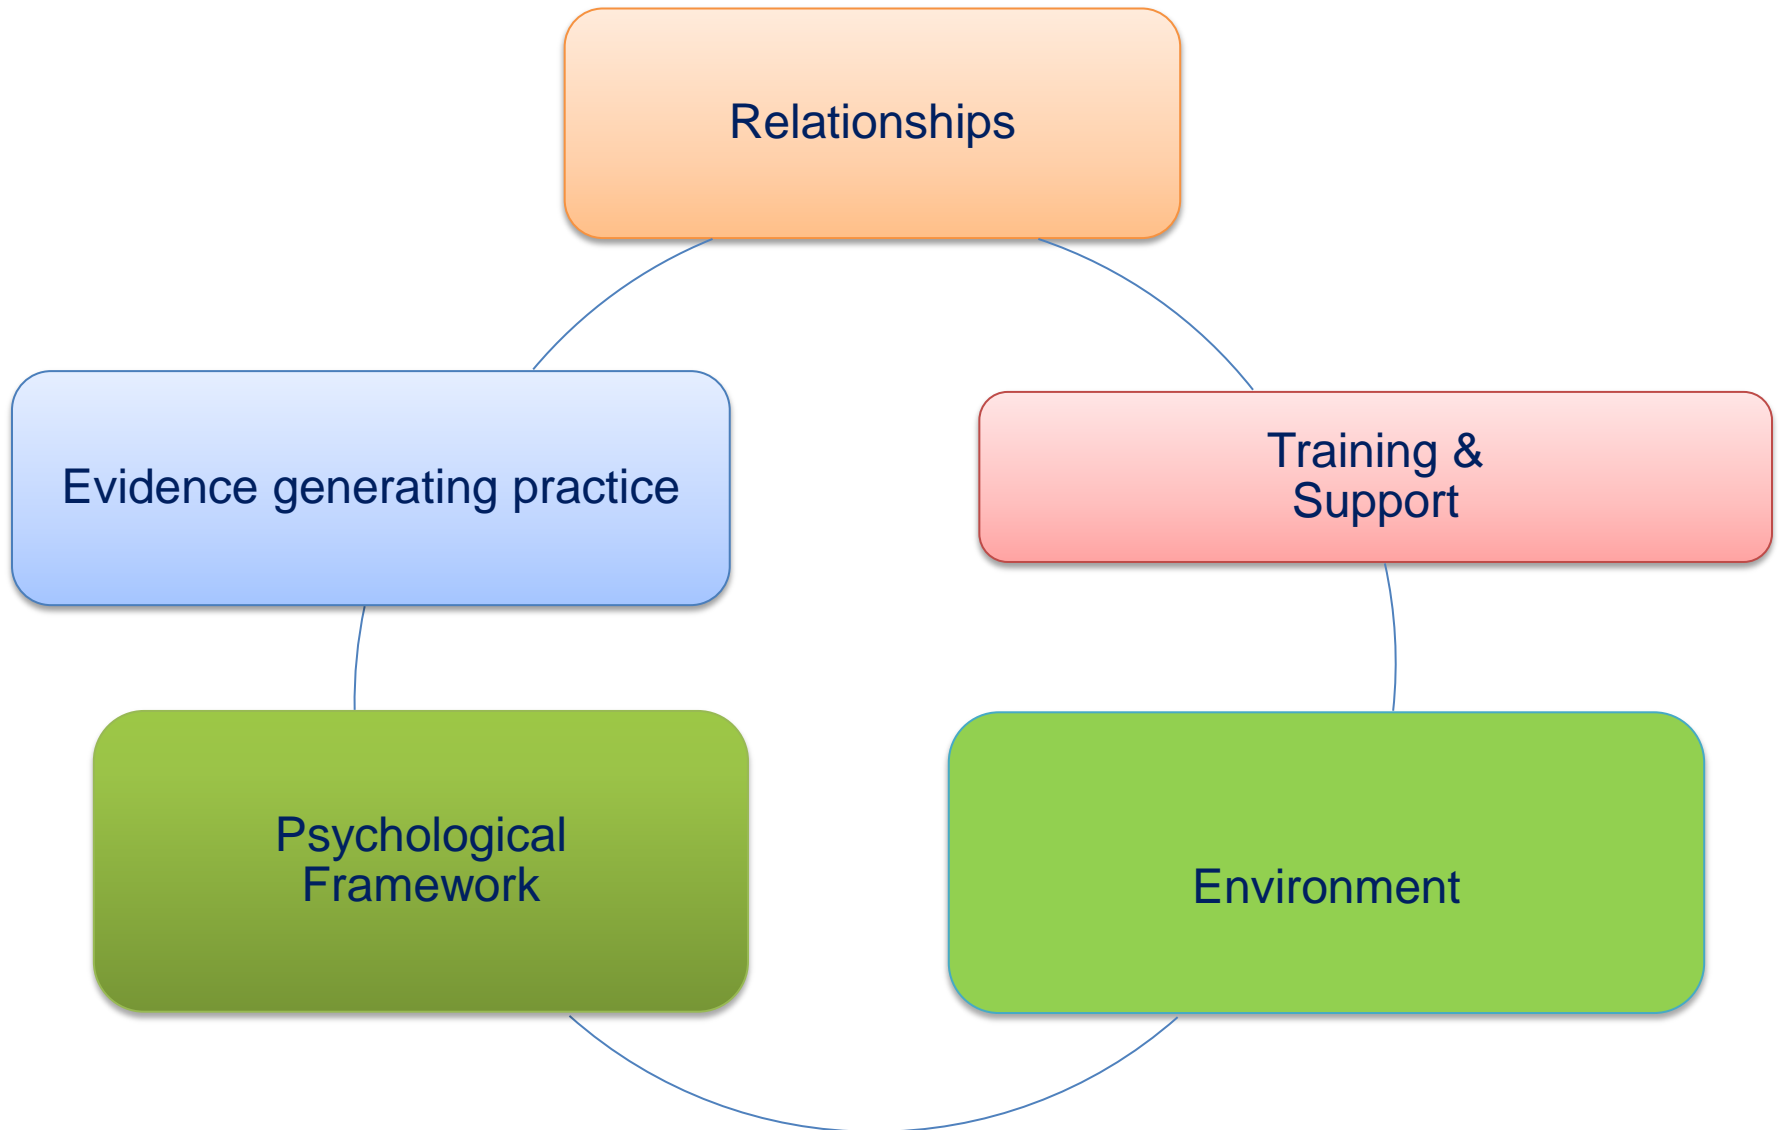 Relationships
Evidence generating practice
Training &
Support
Psychological
Framework
Environment